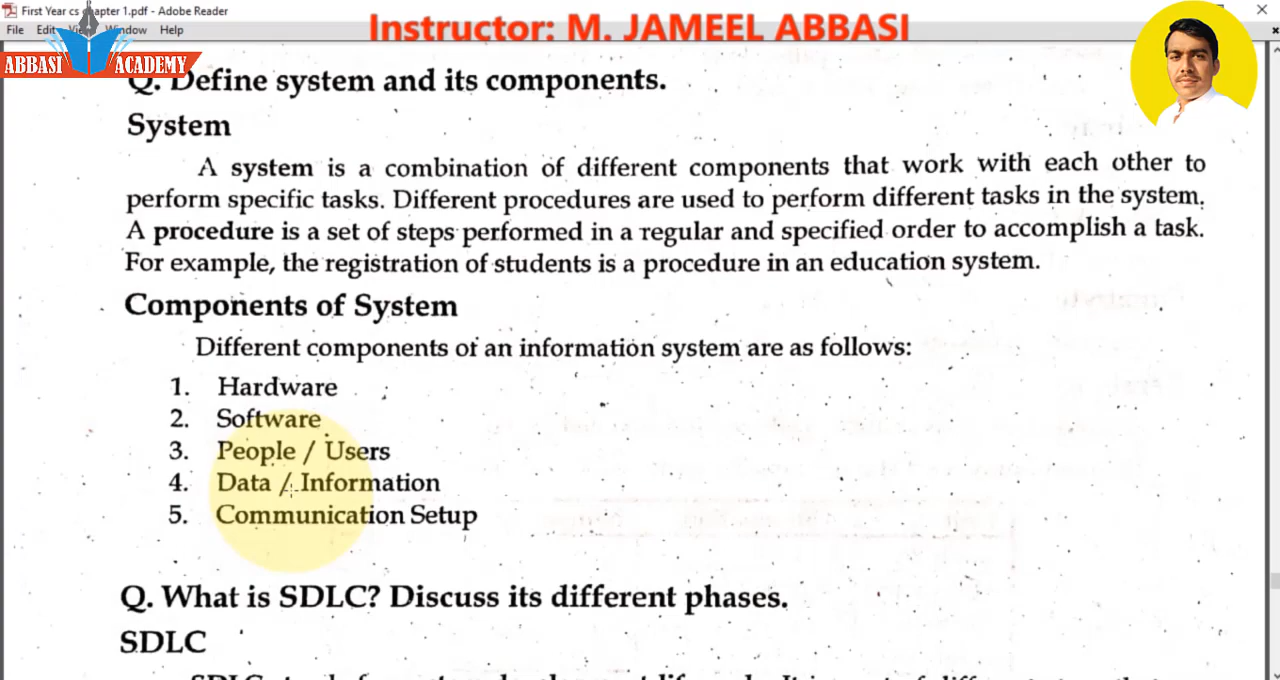 First Year cs chapter 1.pdf - Adobe Reader
Instructor: M. JAMEEL ABBASI
File Edit View Window Help
ABBASI ACADEMY
Q. Define system and its components.
System
A system is a combination of different components that work with each other to
perform specific tasks. Different procedures are used to perform different tasks in the system.
A procedure is a set of steps performed in a regular and specified order to accomplish a task.
For example, the registration of students is a procedure in an education system.
Components of System
Different components of an information system are as follows:
1. Hardware
2. Software
3. People / Users
4. Data / Information
5. Communication Setup
Q. What is SDLC? Discuss its different phases.
SDLC